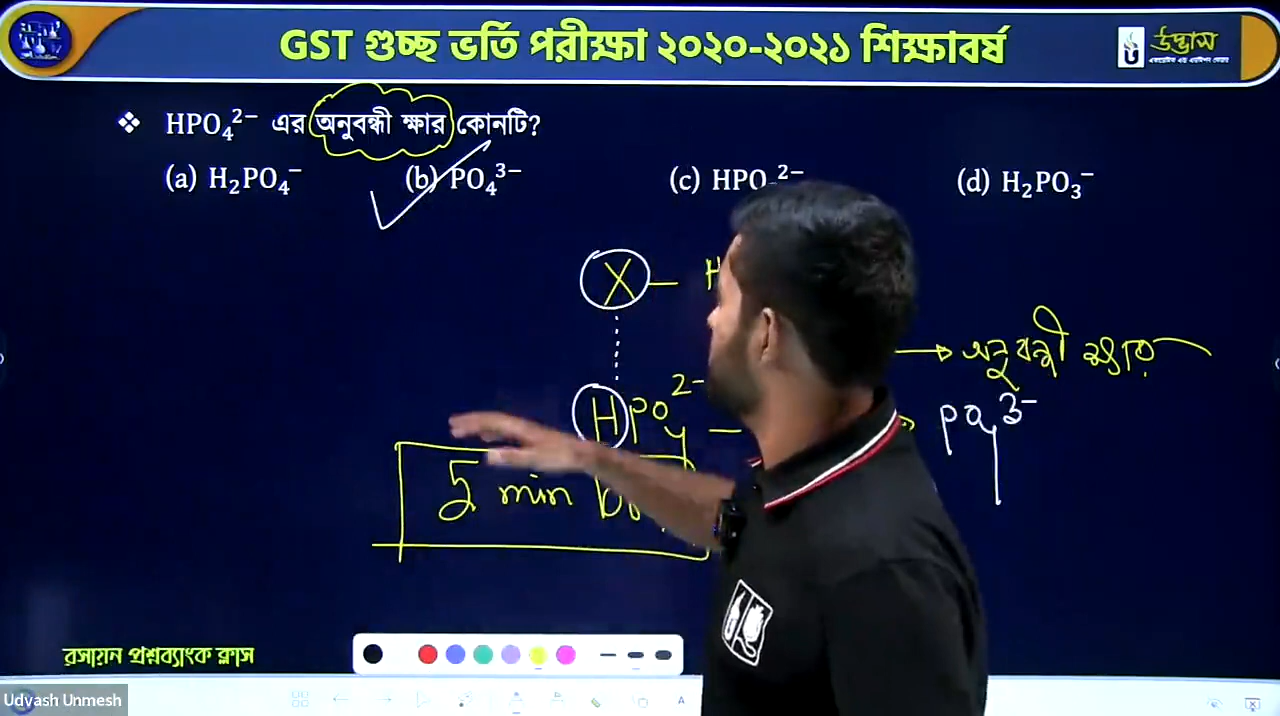 GST গুচ্ছ ভর্তি পরীক্ষা ২০২০-২০২১ শিক্ষাবর্ষ
উদ্ভাস
❖ HPO₄²⁻ এর অনুবন্ধী ক্ষার কোনটি?
(a) H₂PO₄⁻ (b) PO₄³⁻ (c) HPO₃²⁻ (d) H₂PO₃⁻
X — H
→ অনুবন্ধী ক্ষার
HPO₄²⁻ — PO₄³⁻
5 min
রসায়ন প্রশ্নব্যাংক ক্লাস
A
Udvash Unmesh